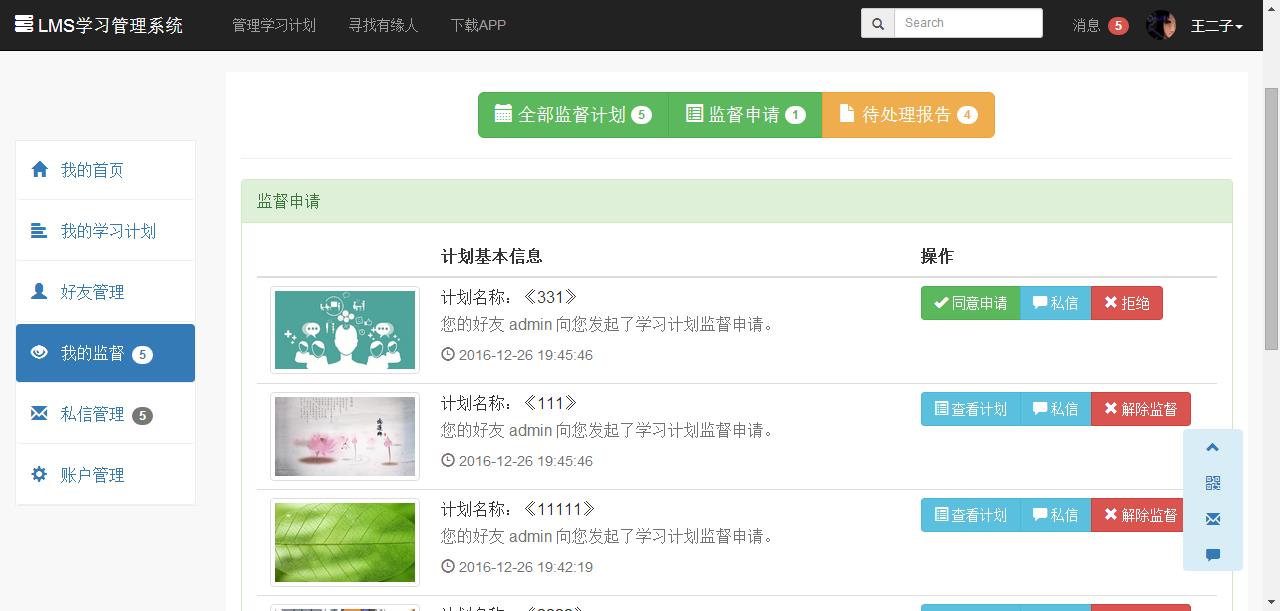 LMS学习管理系统 管理学习计划 寻找有缘人 下载APP Search 消息 5 王二子
全部监督计划 5 监督申请 1 待处理报告 4
我的首页
我的学习计划
好友管理
我的监督 5
私信管理 5
账户管理
监督申请
计划基本信息 操作
计划名称：《331》
您的好友 admin 向您发起了学习计划监督申请。
2016-12-26 19:45:46
同意申请 私信 拒绝
计划名称：《111》
您的好友 admin 向您发起了学习计划监督申请。
2016-12-26 19:45:46
查看计划 私信 解除监督
计划名称：《11111》
您的好友 admin 向您发起了学习计划监督申请。
2016-12-26 19:42:19
查看计划 私信 解除监督